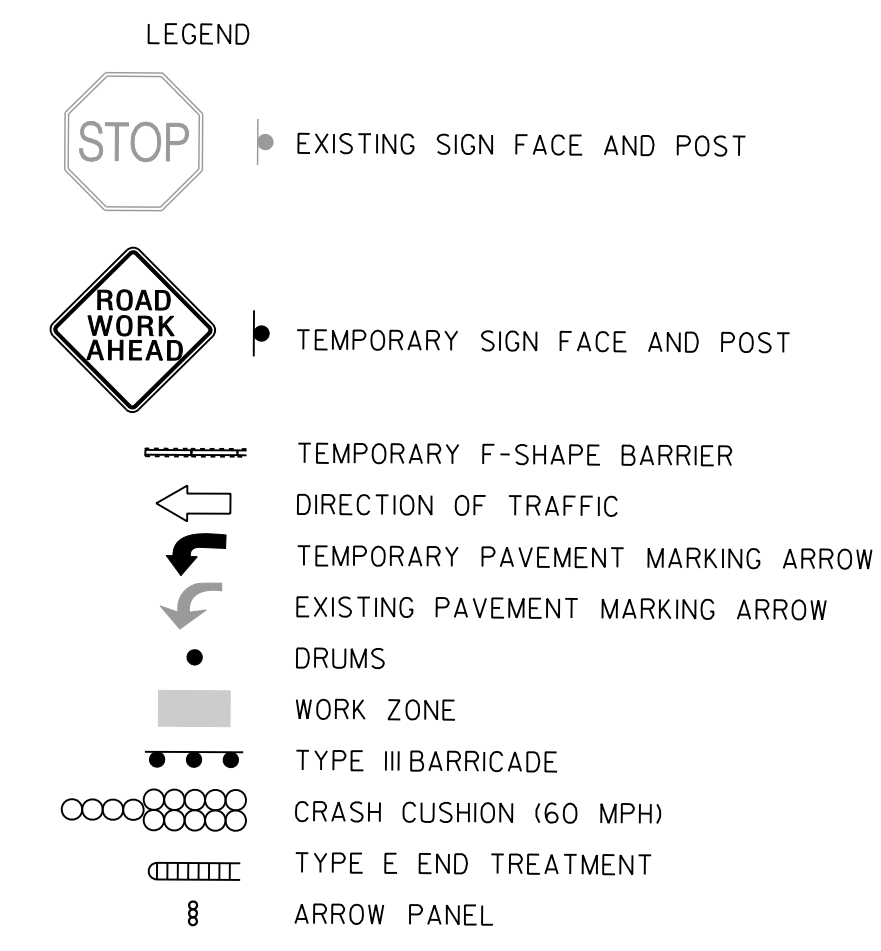 LEGEND
STOP
EXISTING SIGN FACE AND POST
ROAD
WORK
AHEAD
TEMPORARY SIGN FACE AND POST
TEMPORARY F-SHAPE BARRIER
DIRECTION OF TRAFFIC
TEMPORARY PAVEMENT MARKING ARROW
EXISTING PAVEMENT MARKING ARROW
DRUMS
WORK ZONE
TYPE III BARRICADE
CRASH CUSHION (60 MPH)
TYPE E END TREATMENT
ARROW PANEL